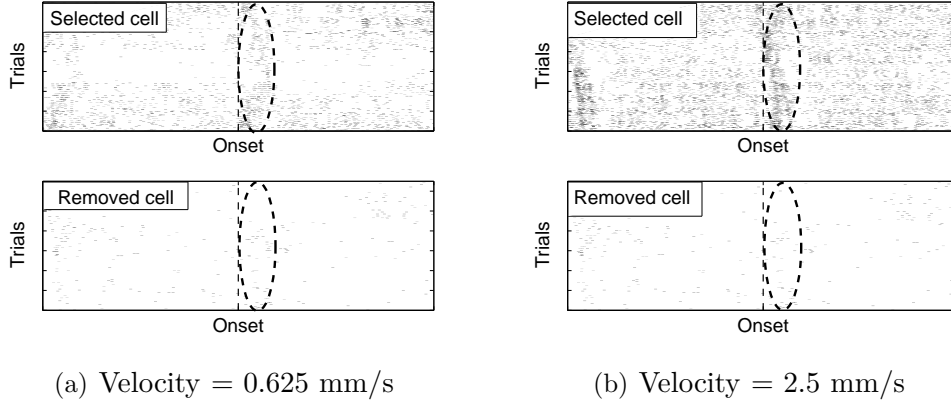 Selected cell
Trials
Onset
Removed cell
Trials
Onset
(a) Velocity = 0.625 mm/s
Selected cell
Trials
Onset
Removed cell
Trials
Onset
(b) Velocity = 2.5 mm/s